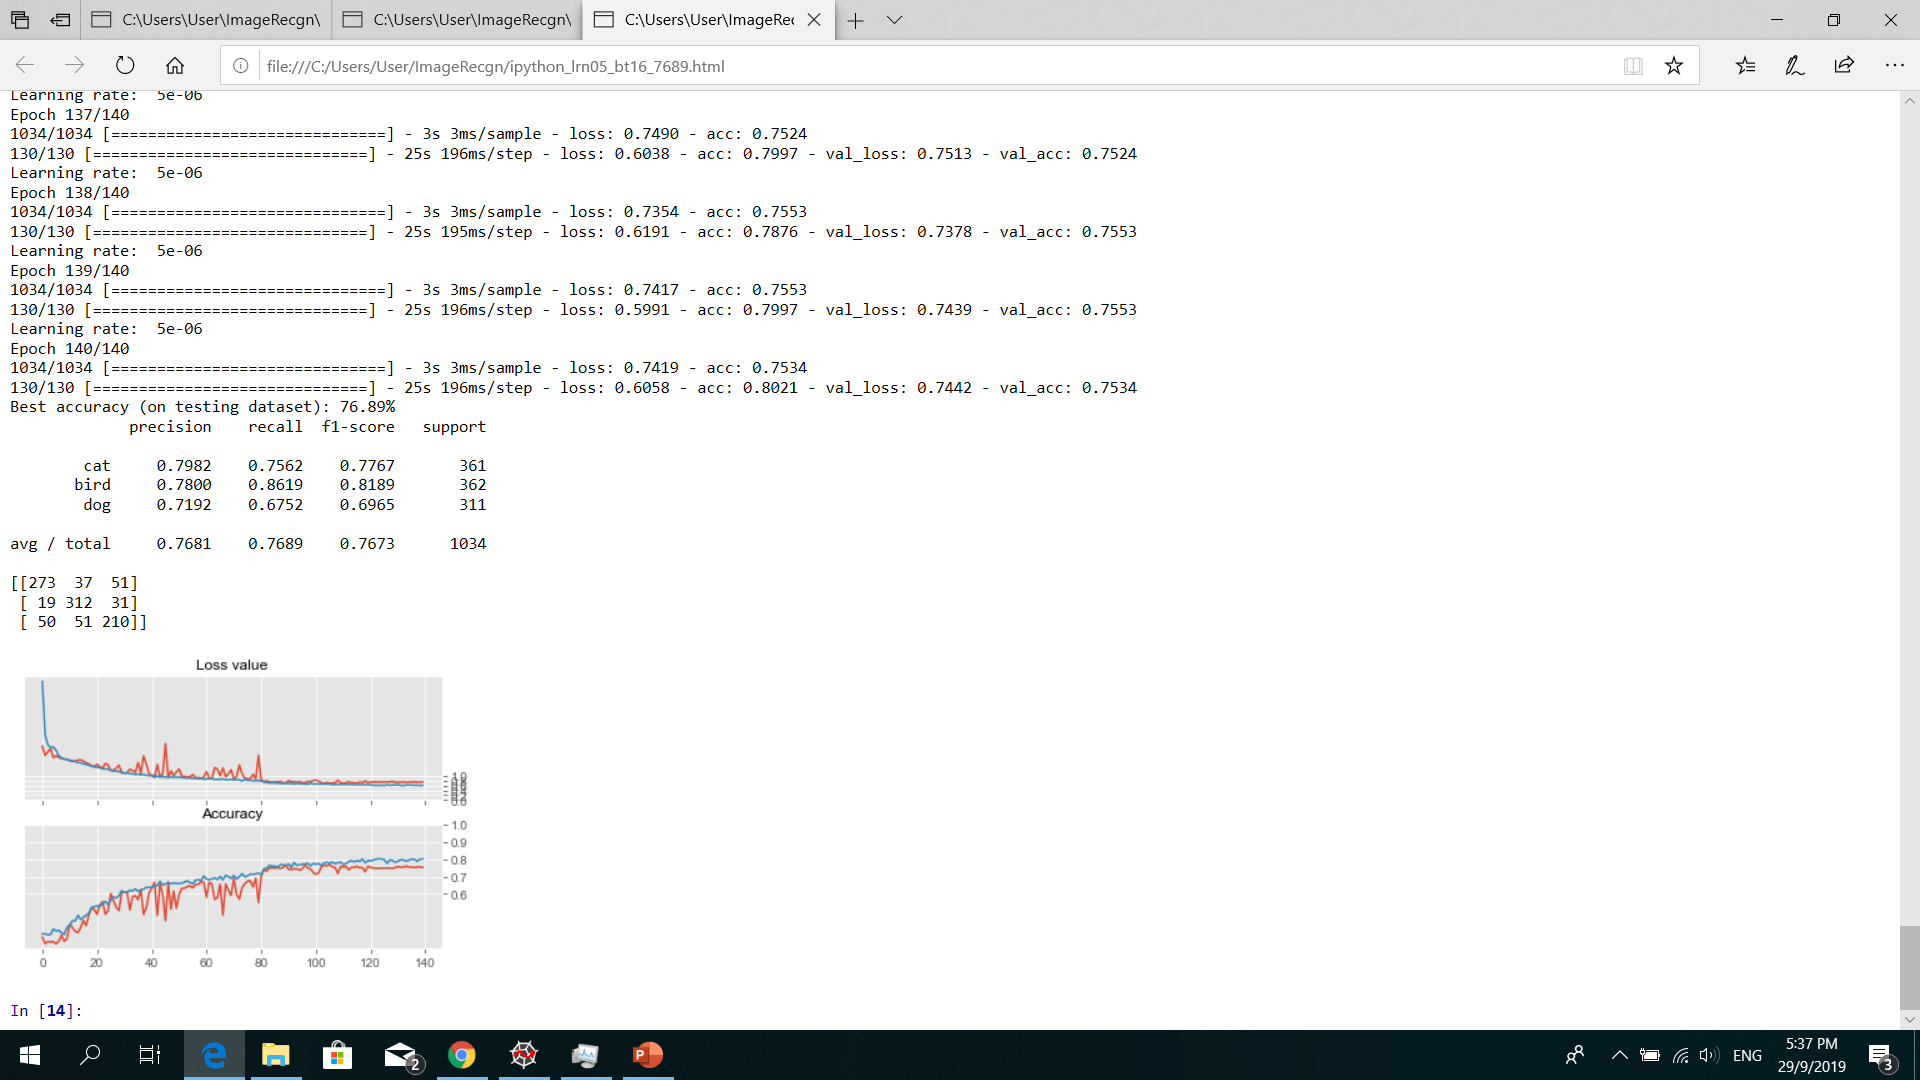 C:\Users\User\ImageRecgn\
C:\Users\User\ImageRecgn\
C:\Users\User\ImageRec
file:///C:/Users/User/ImageRecgn/ipython_lrn05_bt16_7689.html
Learning rate:  5e-06
Epoch 137/140
1034/1034 [==============================] - 3s 3ms/sample - loss: 0.7490 - acc: 0.7524
130/130 [==============================] - 25s 196ms/step - loss: 0.6038 - acc: 0.7997 - val_loss: 0.7513 - val_acc: 0.7524
Learning rate:  5e-06
Epoch 138/140
1034/1034 [==============================] - 3s 3ms/sample - loss: 0.7354 - acc: 0.7553
130/130 [==============================] - 25s 195ms/step - loss: 0.6191 - acc: 0.7876 - val_loss: 0.7378 - val_acc: 0.7553
Learning rate:  5e-06
Epoch 139/140
1034/1034 [==============================] - 3s 3ms/sample - loss: 0.7417 - acc: 0.7553
130/130 [==============================] - 25s 196ms/step - loss: 0.5991 - acc: 0.7997 - val_loss: 0.7439 - val_acc: 0.7553
Learning rate:  5e-06
Epoch 140/140
1034/1034 [==============================] - 3s 3ms/sample - loss: 0.7419 - acc: 0.7534
130/130 [==============================] - 25s 196ms/step - loss: 0.6058 - acc: 0.8021 - val_loss: 0.7442 - val_acc: 0.7534
Best accuracy (on testing dataset): 76.89%
precision    recall  f1-score   support
cat     0.7982    0.7562    0.7767       361
bird     0.7800    0.8619    0.8189       362
dog     0.7192    0.6752    0.6965       311
avg / total     0.7681    0.7689    0.7673      1034
[[273  37  51]
[ 19 312  31]
[ 50  51 210]]
Loss value
1.0
0.0
Accuracy
1.0
0.9
0.8
0.7
0.6
0 20 40 60 80 100 120 140
In [14]:
2
P
ENG
5:37 PM
29/9/2019
3